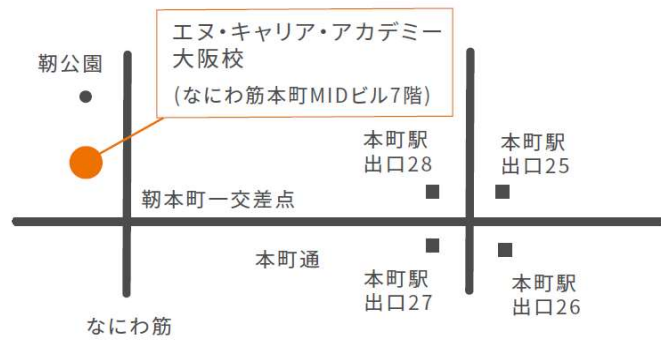 エヌ・キャリア・アカデミー
大阪校
(なにわ筋本町MIDビル7階)
靭公園
本町駅
出口28
本町駅
出口25
靭本町一交差点
本町通
本町駅
出口27
本町駅
出口26
なにわ筋